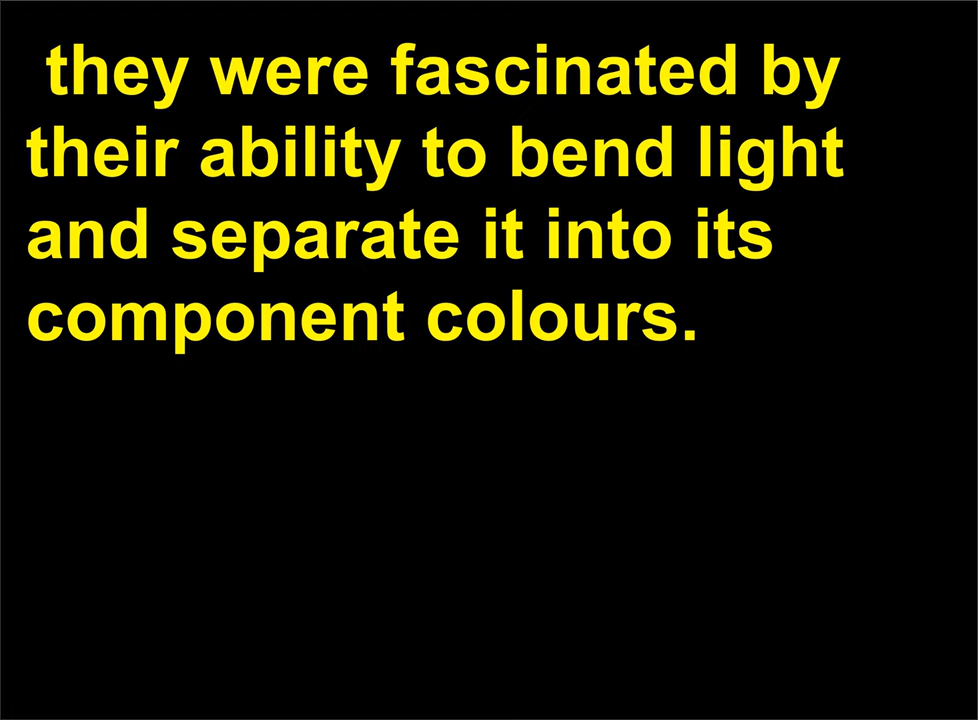 they were fascinated by
their ability to bend light
and separate it into its
component colours.